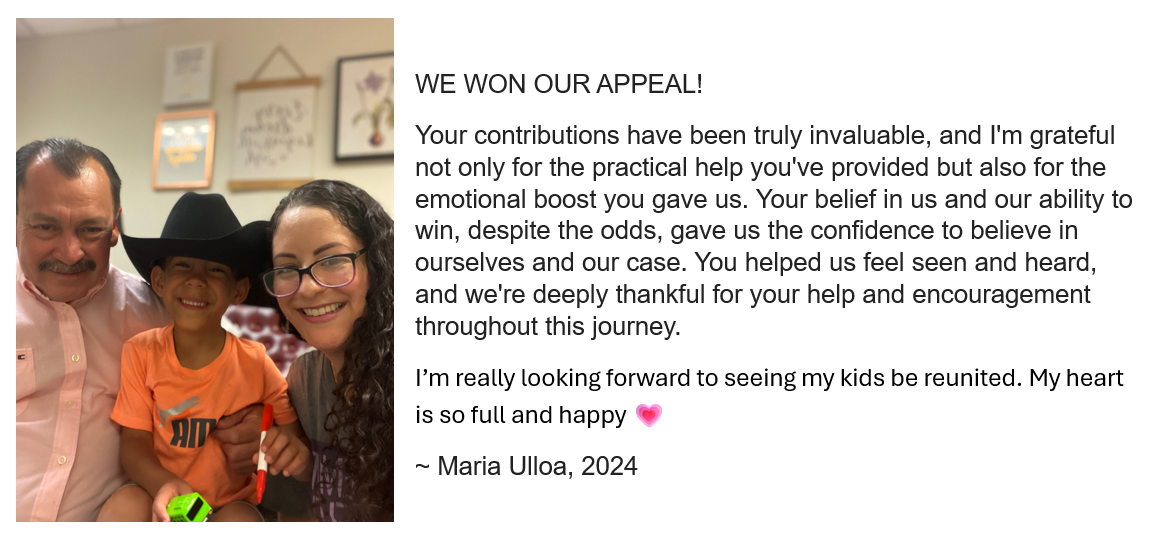 WE WON OUR APPEAL!
Your contributions have been truly invaluable, and I'm grateful
not only for the practical help you've provided but also for the
emotional boost you gave us. Your belief in us and our ability to
win, despite the odds, gave us the confidence to believe in
ourselves and our case. You helped us feel seen and heard,
and we're deeply thankful for your help and encouragement
throughout this journey.
I’m really looking forward to seeing my kids be reunited. My heart
is so full and happy 💗
~ Maria Ulloa, 2024